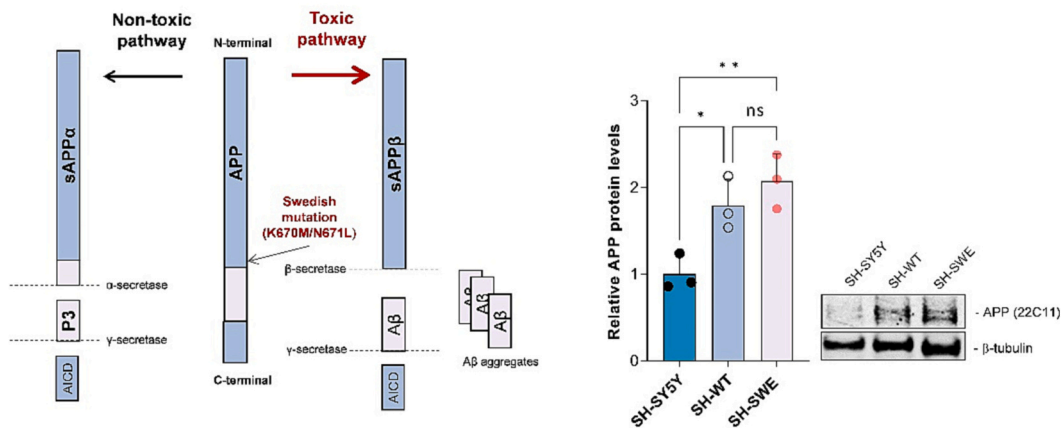 Non-toxic
pathway
N-terminal
Toxic
pathway
sAPPα
APP
sAPPβ
Swedish
mutation
(K670M/N671L)
β-secretase
α-secretase
P3
Aβ
Aβ
Aβ
Aβ
γ-secretase
γ-secretase
Aβ aggregates
AICD
C-terminal
AICD
Relative APP protein levels
3
2
1
0
* *
*
ns
SH-SY5Y
SH-WT
SH-SWE
SH-SY5Y
SH-WT
SH-SWE
- APP (22C11)
- β-tubulin